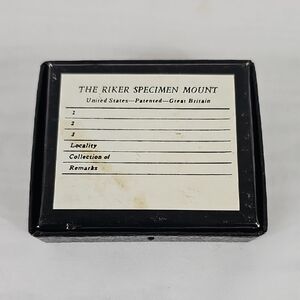 THE RIKER SPECIMEN MOUNT
United States—Patented—Great Britain
1
2
3
Locality
Collection of
Remarks